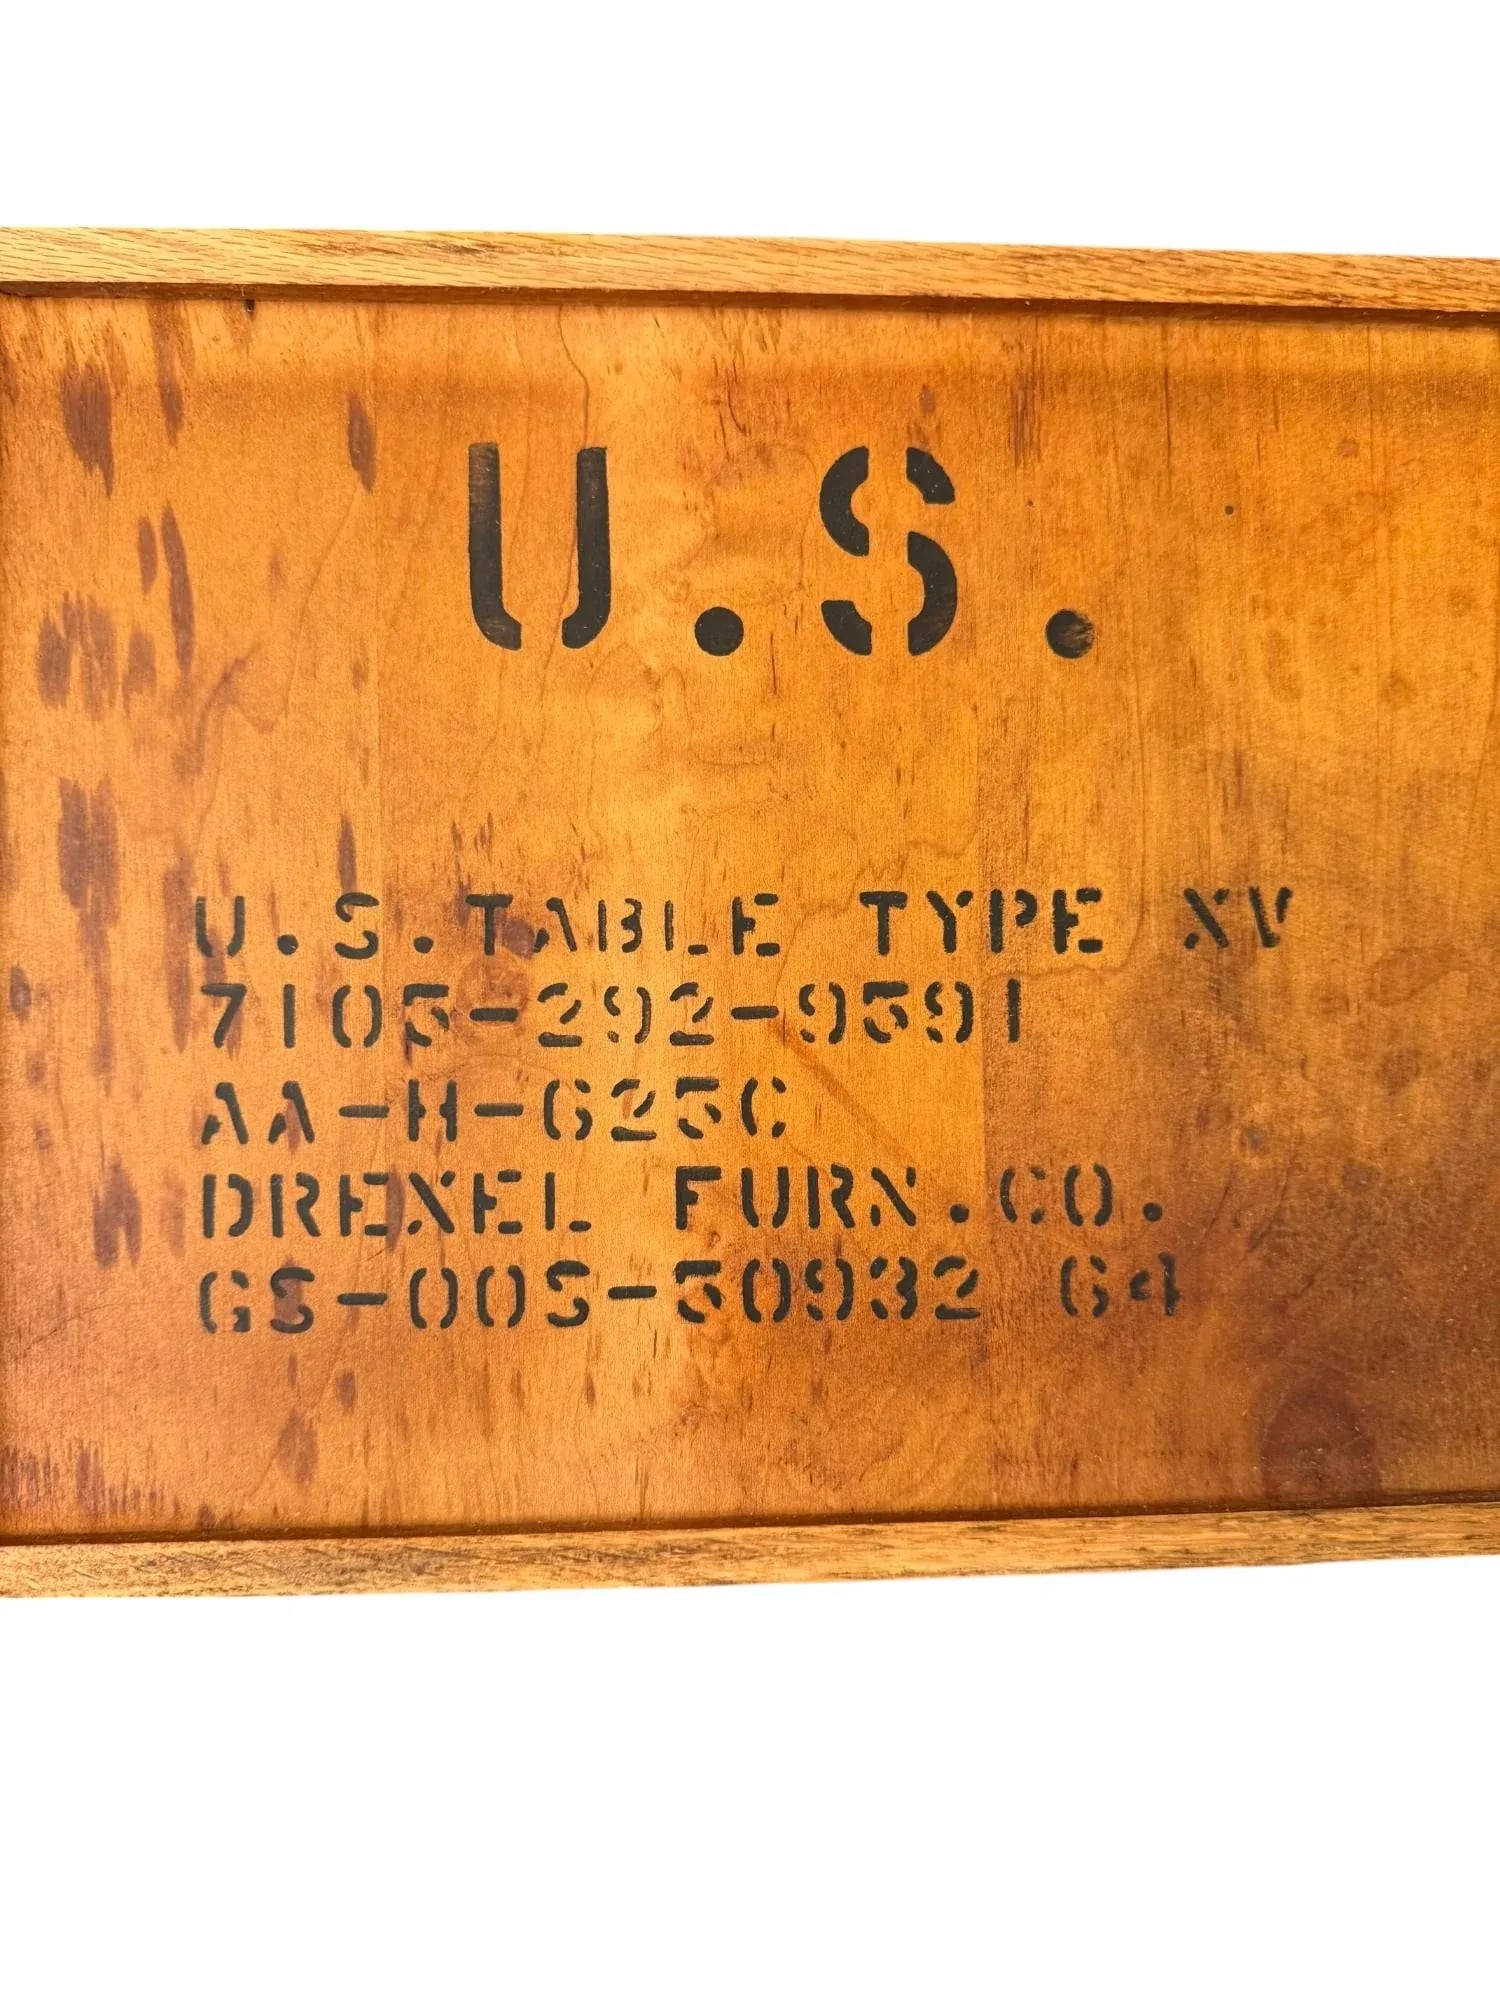 U.S.
U.S.TABLE TYPE XV
7105-292-9591
AA-H-625C
DREXEL FURN.CO.
GS-00S-50932 64